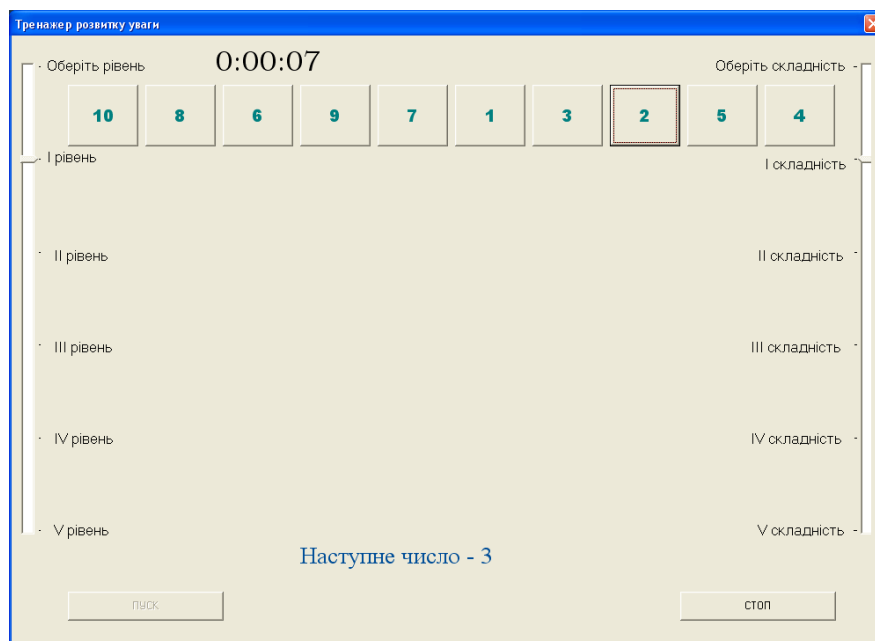 Тренажер розвитку уваги
Оберіть рівень 0:00:07 Оберіть складність
10 8 6 9 7 1 3 2 5 4
I рівень I складність
II рівень II складність
III рівень III складність
IV рівень IV складність
V рівень V складність
Наступне число - 3
ПУСК СТОП